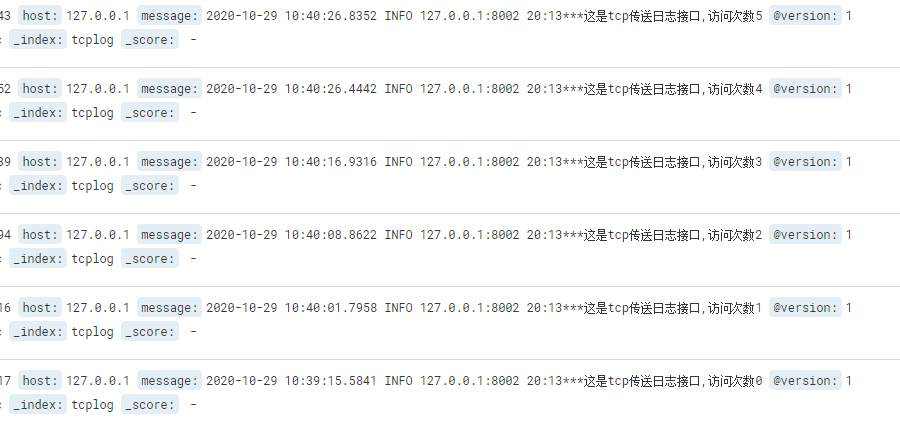 43 host: 127.0.0.1 message: 2020-10-29 10:40:26.8352 INFO 127.0.0.1:8002 20:13***这是tcp传送日志接口,访问次数5 @version: 1
: _index: tcplog _score: -
52 host: 127.0.0.1 message: 2020-10-29 10:40:26.4442 INFO 127.0.0.1:8002 20:13***这是tcp传送日志接口,访问次数4 @version: 1
: _index: tcplog _score: -
39 host: 127.0.0.1 message: 2020-10-29 10:40:16.9316 INFO 127.0.0.1:8002 20:13***这是tcp传送日志接口,访问次数3 @version: 1
: _index: tcplog _score: -
94 host: 127.0.0.1 message: 2020-10-29 10:40:08.8622 INFO 127.0.0.1:8002 20:13***这是tcp传送日志接口,访问次数2 @version: 1
: _index: tcplog _score: -
16 host: 127.0.0.1 message: 2020-10-29 10:40:01.7958 INFO 127.0.0.1:8002 20:13***这是tcp传送日志接口,访问次数1 @version: 1
: _index: tcplog _score: -
17 host: 127.0.0.1 message: 2020-10-29 10:39:15.5841 INFO 127.0.0.1:8002 20:13***这是tcp传送日志接口,访问次数0 @version: 1
: _index: tcplog _score: -